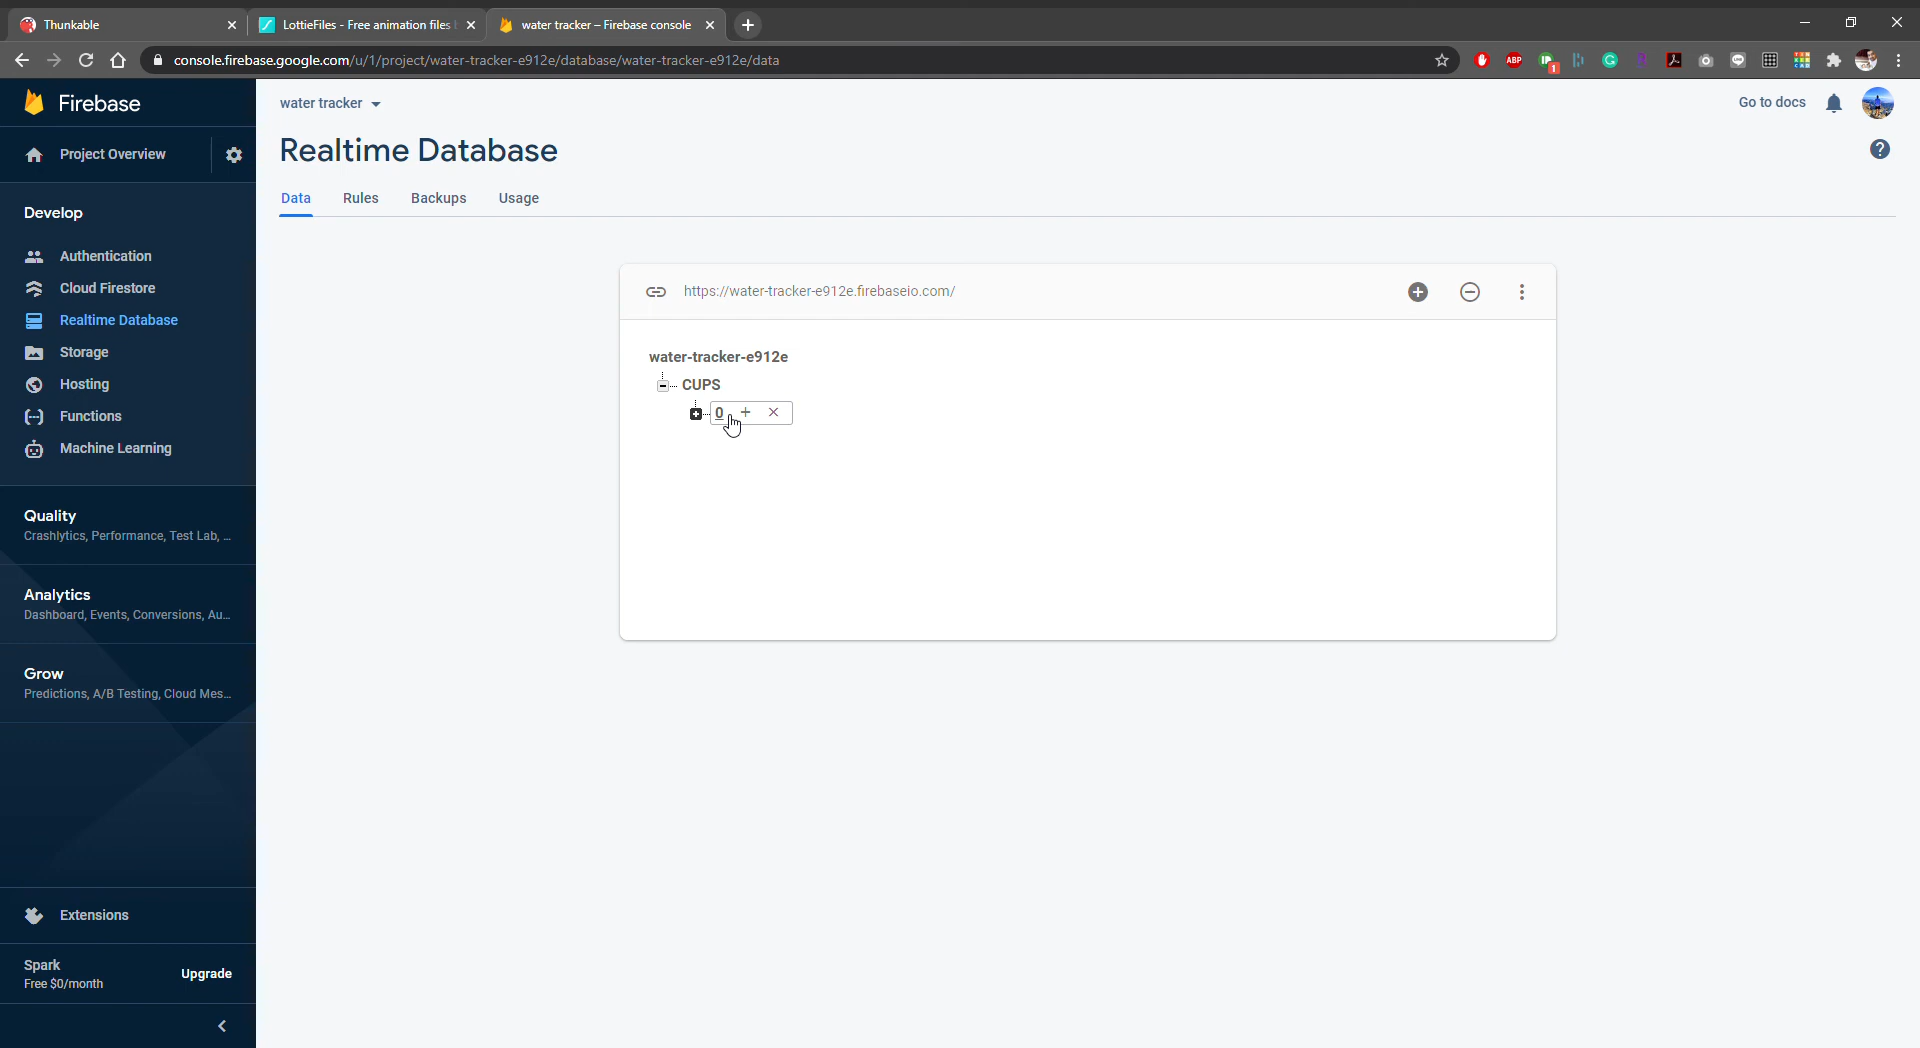 Thunkable
LottieFiles - Free animation files
water tracker – Firebase console
console.firebase.google.com/u/1/project/water-tracker-e912e/database/water-tracker-e912e/data
ABP
1
Firebase
water tracker
Go to docs
Project Overview
Realtime Database
?
Data Rules Backups Usage
Develop
Authentication
Cloud Firestore
Realtime Database
Storage
Hosting
Functions
Machine Learning
https://water-tracker-e912e.firebaseio.com/
water-tracker-e912e
CUPS
0
Quality
Crashlytics, Performance, Test Lab, ...
Analytics
Dashboard, Events, Conversions, Au...
Grow
Predictions, A/B Testing, Cloud Mes...
Extensions
Spark
Free $0/month
Upgrade